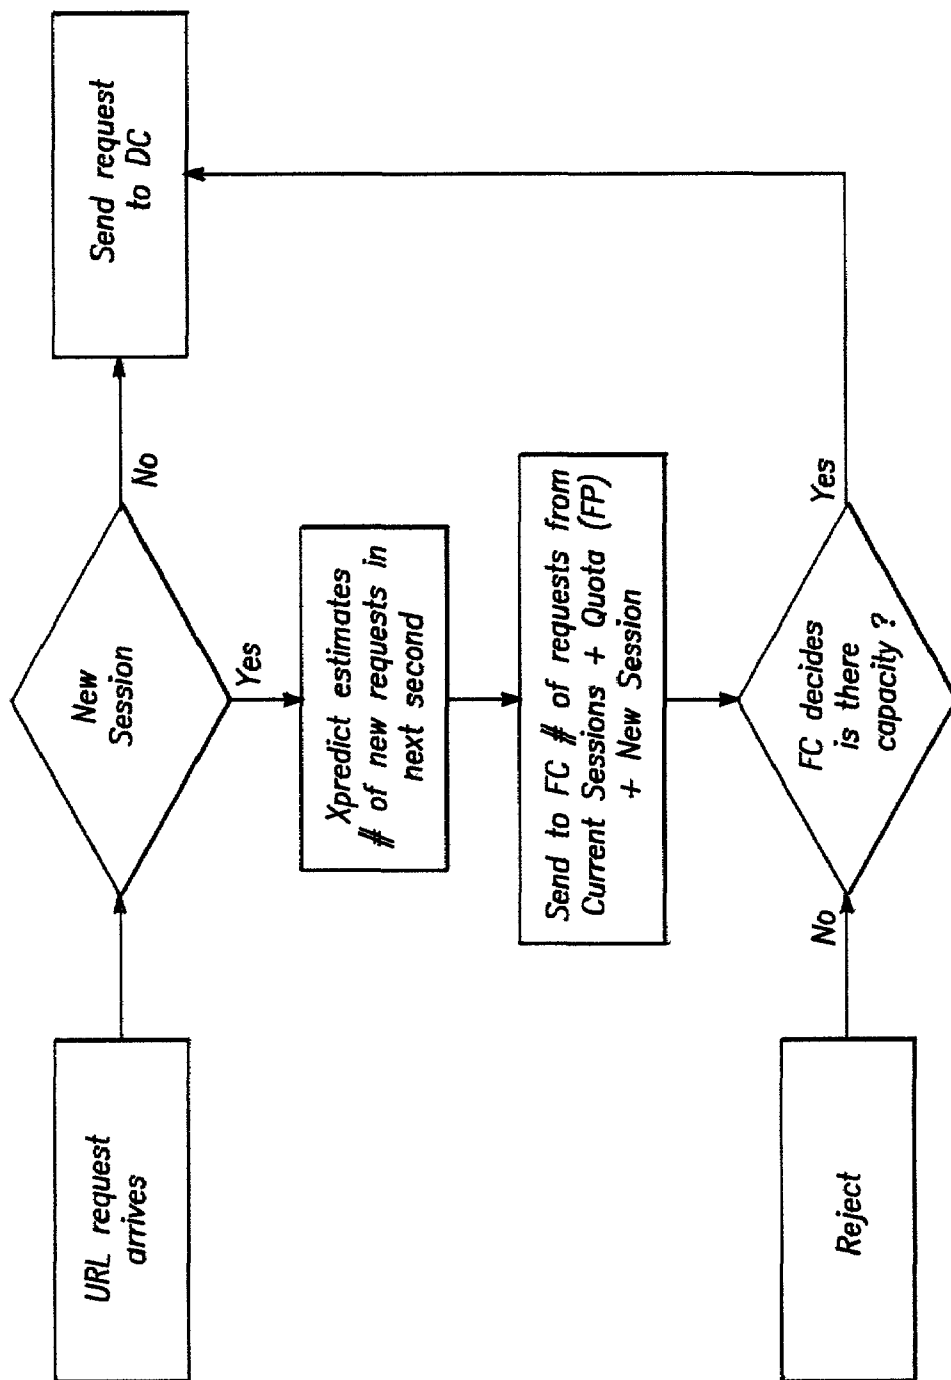 URL request
arrives
New
Session
No
Send request
to DC
Yes
Xpredict estimates
# of new requests in
next second
Send to FC # of requests from
Current Sessions + Quota (FP)
+ New Session
Reject
No
FC decides
is there
capacity?
Yes